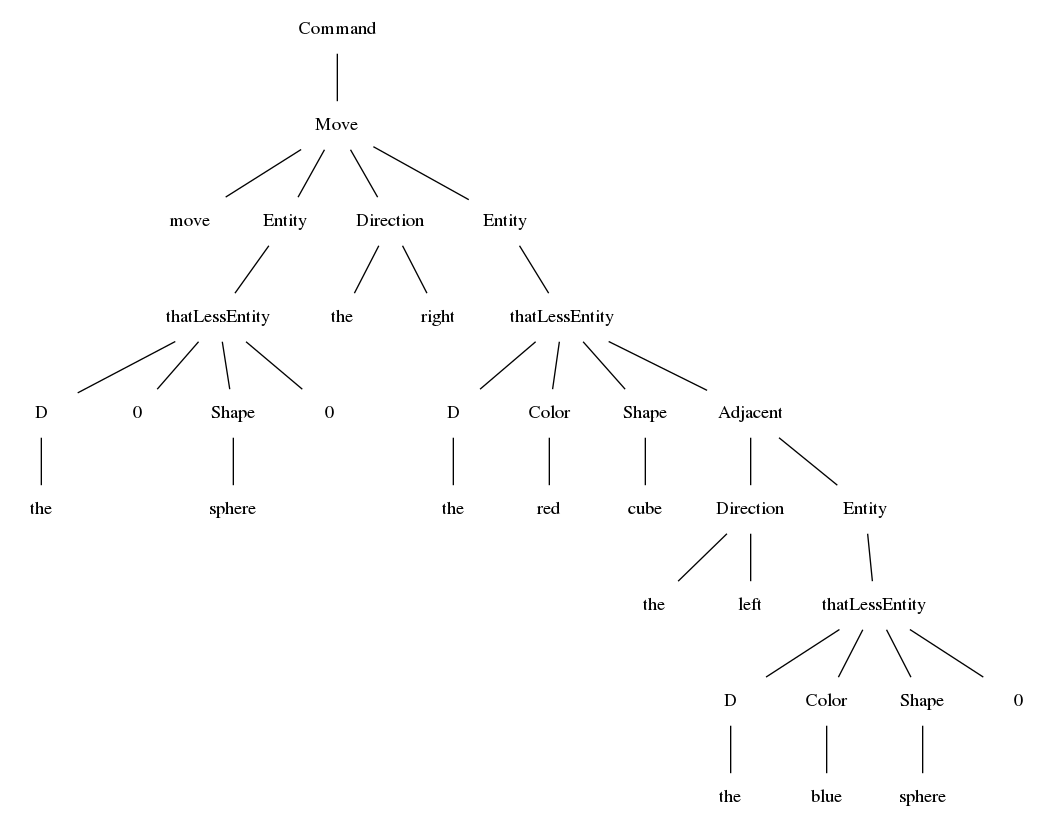 Command
Move
move Entity Direction Entity
thatLessEntity the right thatLessEntity
D 0 Shape 0 D Color Shape Adjacent
the sphere the red cube Direction Entity
the left thatLessEntity
D Color Shape 0
the blue sphere